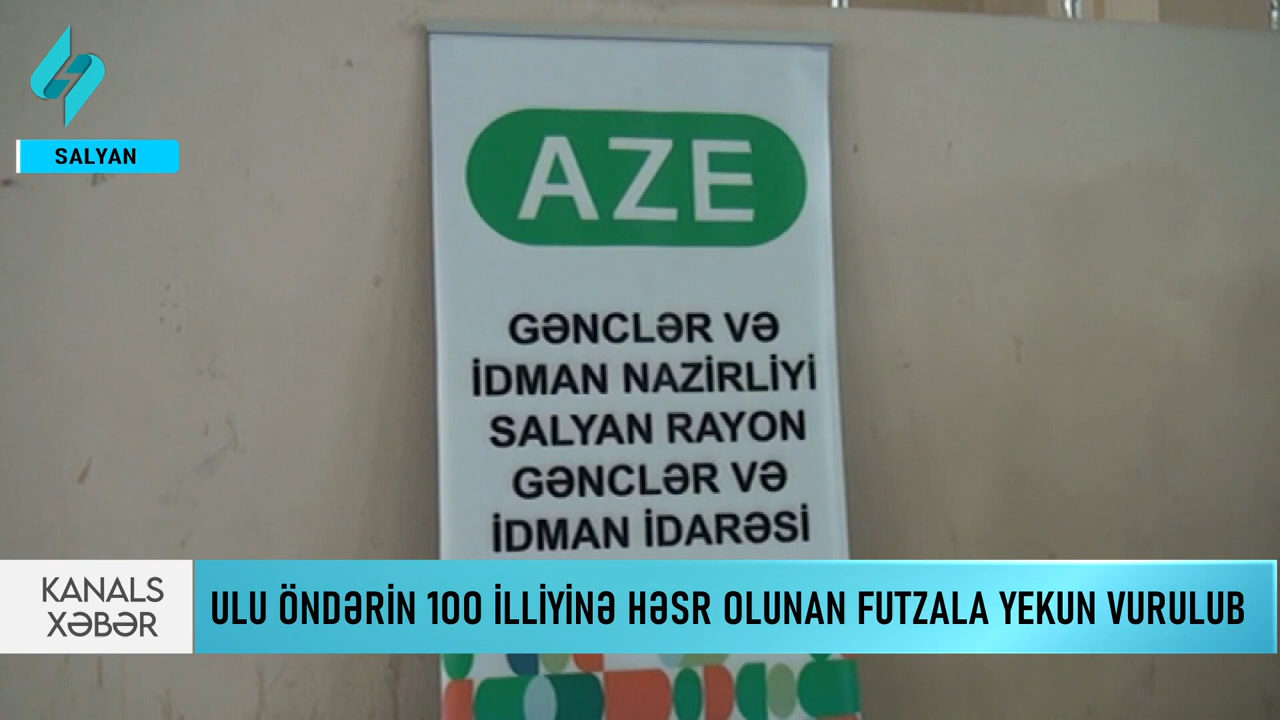 SALYAN
AZE
GƏNCLƏR VƏ
İDMAN NAZİRLİYİ
SALYAN RAYON
GƏNCLƏR VƏ
İDMAN İDARƏSİ
KANALS
XƏBƏR
ULU ÖNDƏRİN 100 İLLİYİNƏ HƏSR OLUNAN FUTZALA YEKUN VURULUB